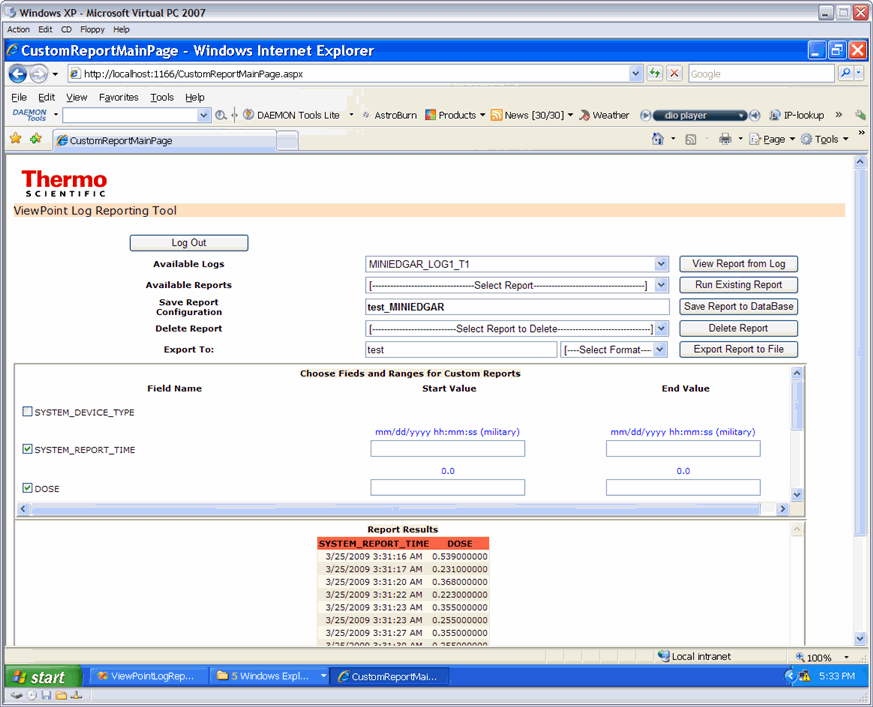 Windows XP - Microsoft Virtual PC 2007
Action Edit CD Floppy Help
CustomReportMainPage - Windows Internet Explorer
http://localhost:1166/CustomReportMainPage.aspx Google
File Edit View Favorites Tools Help
DAEMON Tools DAEMON Tools Lite AstroBurn Products News [30/30] Weather dio player IP-lookup »
CustomReportMainPage Page Tools »
Thermo
SCIENTIFIC
ViewPoint Log Reporting Tool
Log Out
Available Logs MINIEDGAR_LOG1_T1 View Report from Log
Available Reports [-----------------------------------Select Report-----------------------------------] Run Existing Report
Save Report Configuration test_MINIEDGAR Save Report to DataBase
Delete Report [-----------------------------Select Report to Delete-------------------------------] Delete Report
Export To: test [----Select Format---- Export Report to File
Choose Fieds and Ranges for Custom Reports
Field Name Start Value End Value
SYSTEM_DEVICE_TYPE
mm/dd/yyyy hh:mm:ss (military) mm/dd/yyyy hh:mm:ss (military)
SYSTEM_REPORT_TIME
0.0 0.0
DOSE
Report Results
SYSTEM_REPORT_TIME DOSE
3/25/2009 3:31:16 AM 0.539000000
3/25/2009 3:31:17 AM 0.231000000
3/25/2009 3:31:20 AM 0.368000000
3/25/2009 3:31:22 AM 0.223000000
3/25/2009 3:31:23 AM 0.355000000
3/25/2009 3:31:23 AM 0.255000000
3/25/2009 3:31:27 AM 0.355000000
3/25/2009 3:31:30 AM 0.255000000
Local intranet 100%
start ViewPointLogRep... 5 Windows Expl... CustomReportMai... 5:33 PM